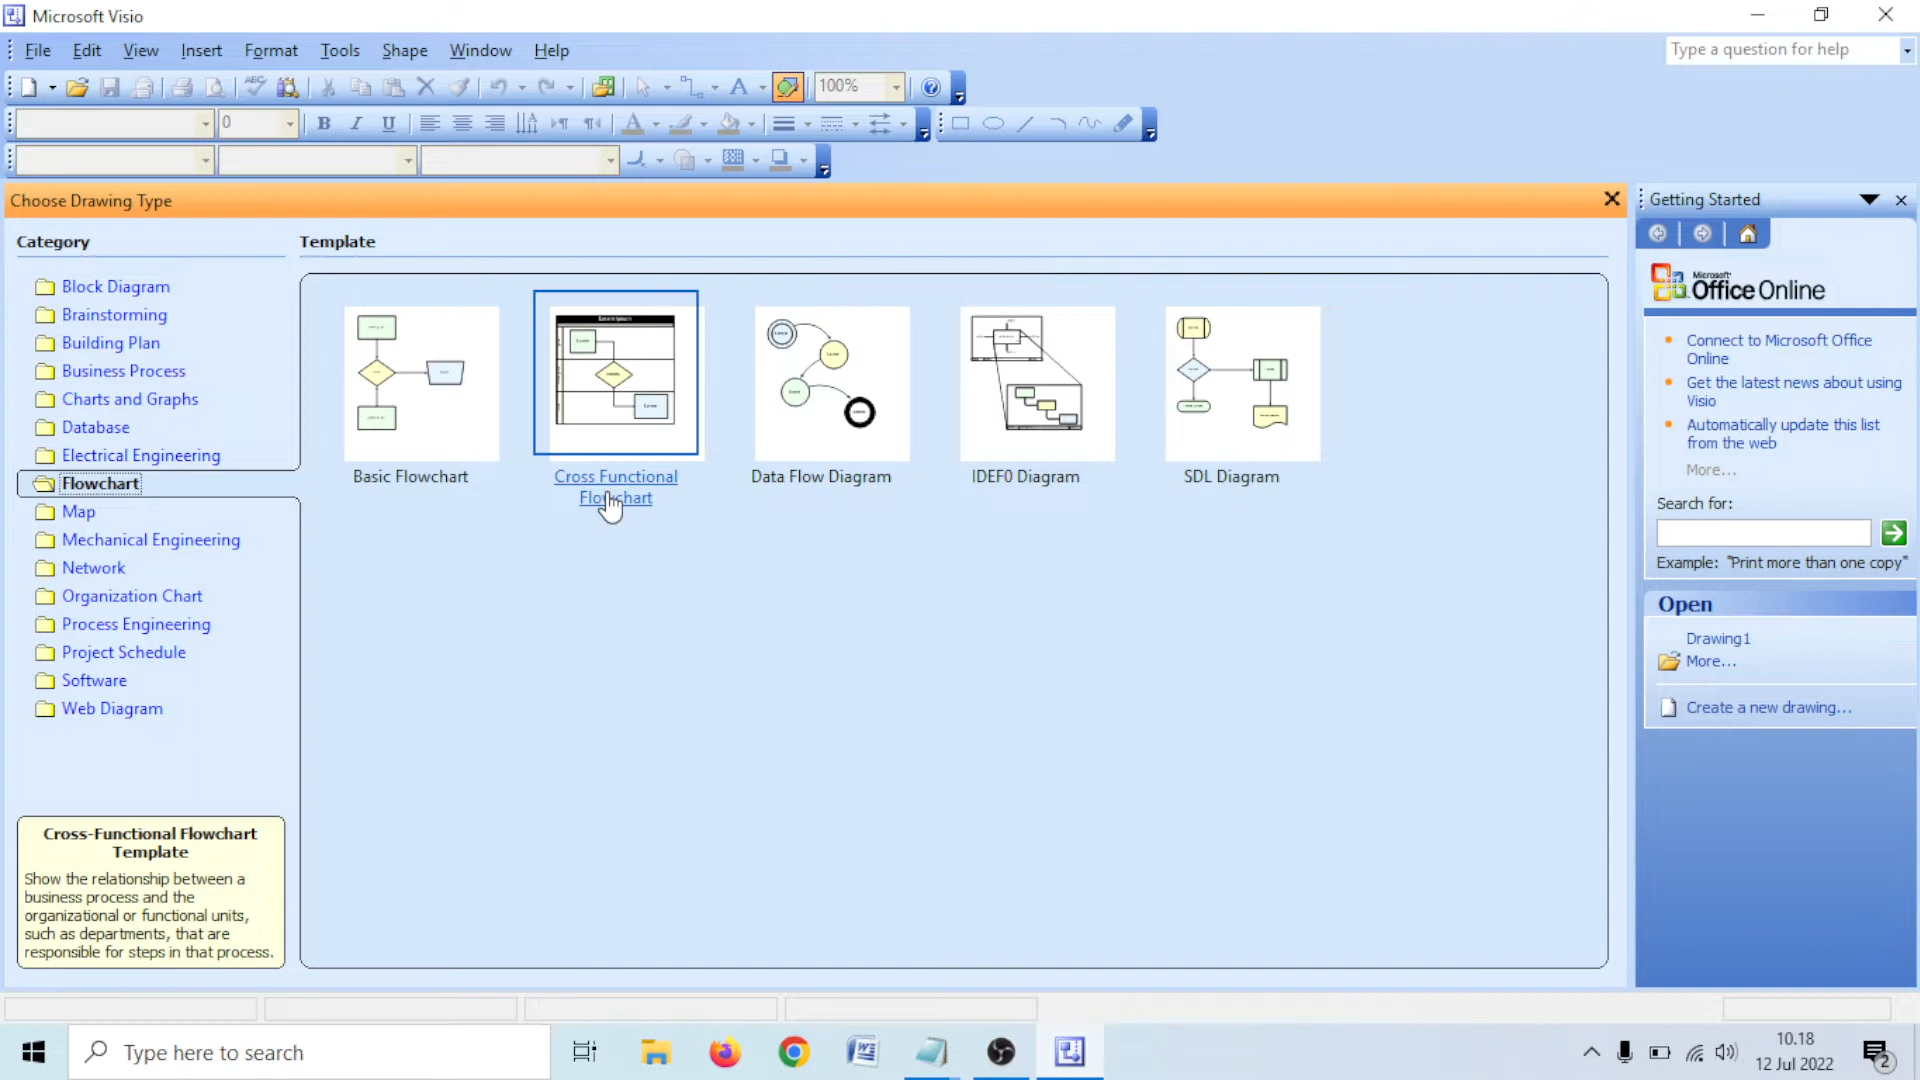 Microsoft Visio
File Edit View Insert Format Tools Shape Window Help
Type a question for help
100%
0
B I U
Choose Drawing Type
Category
Template
Block Diagram
Brainstorming
Building Plan
Business Process
Charts and Graphs
Database
Electrical Engineering
Flowchart
Map
Mechanical Engineering
Network
Organization Chart
Process Engineering
Project Schedule
Software
Web Diagram
Basic Flowchart
Cross Functional
Flowchart
Data Flow Diagram
IDEF0 Diagram
SDL Diagram
Cross-Functional Flowchart
Template
Show the relationship between a
business process and the
organizational or functional units,
such as departments, that are
responsible for steps in that process.
Getting Started
Microsoft
Office Online
Connect to Microsoft Office
Online
Get the latest news about using
Visio
Automatically update this list
from the web
More...
Search for:
Example: "Print more than one copy"
Open
Drawing1
More...
Create a new drawing...
Type here to search
10.18
12 Jul 2022
2